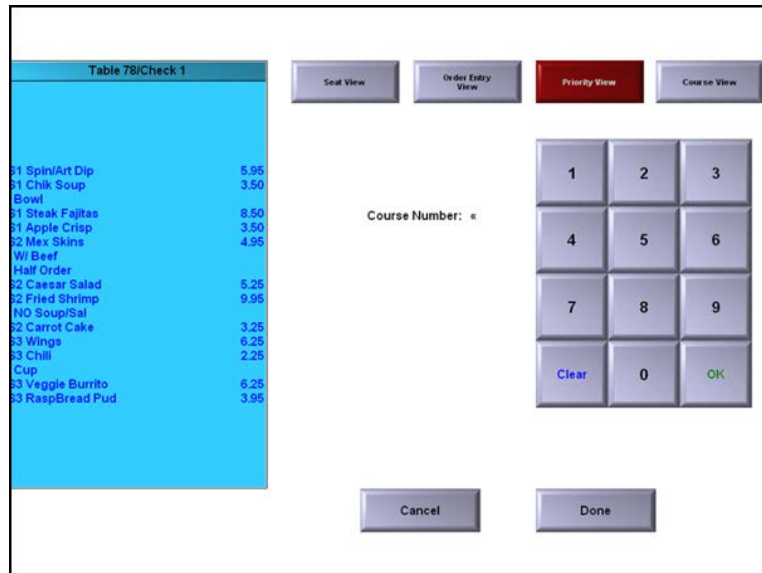 Table 78/Check 1
Seat View
Order Entry
View
Priority View
Course View
S1 Spin/Art Dip 5.95
S1 Chik Soup 3.50
Bowl
S1 Steak Fajitas 8.50
S1 Apple Crisp 3.50
S2 Mex Skins 4.95
W/ Beef
Half Order
S2 Caesar Salad 5.25
S2 Fried Shrimp 9.95
NO Soup/Sal
S2 Carrot Cake 3.25
S3 Wings 6.25
S3 Chili 2.25
Cup
S3 Veggie Burrito 6.25
S3 RaspBread Pud 3.95
Course Number: «
1 2 3
4 5 6
7 8 9
Clear 0 OK
Cancel Done